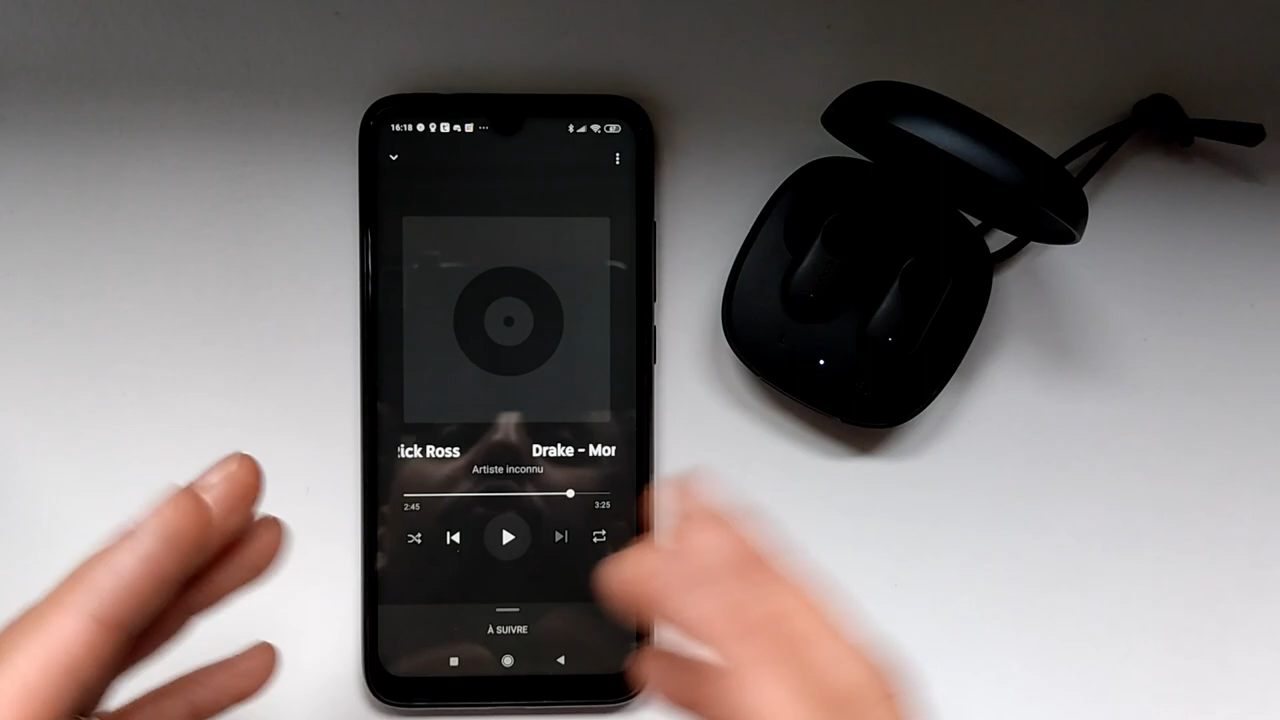 16:18
ick Ross Drake - Mor
Artiste inconnu
2:45 3:25
À SUIVRE